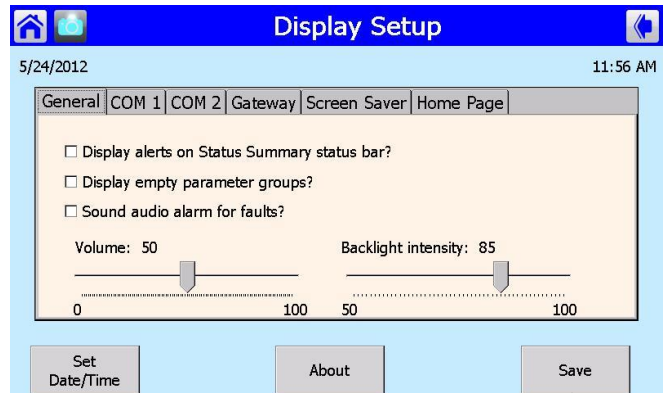 Display Setup
5/24/2012 11:56 AM
General COM 1 COM 2 Gateway Screen Saver Home Page
Display alerts on Status Summary status bar?
Display empty parameter groups?
Sound audio alarm for faults?
Volume: 50 Backlight intensity: 85
0 100 50 100
Set Date/Time About Save